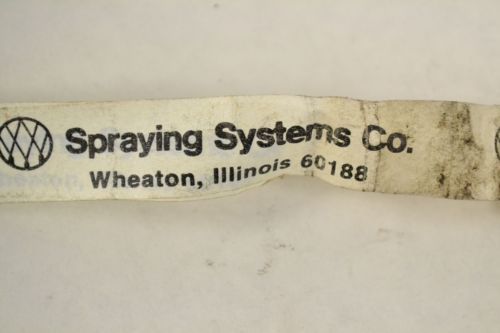 Spraying Systems Co.
Wheaton, Illinois 60188